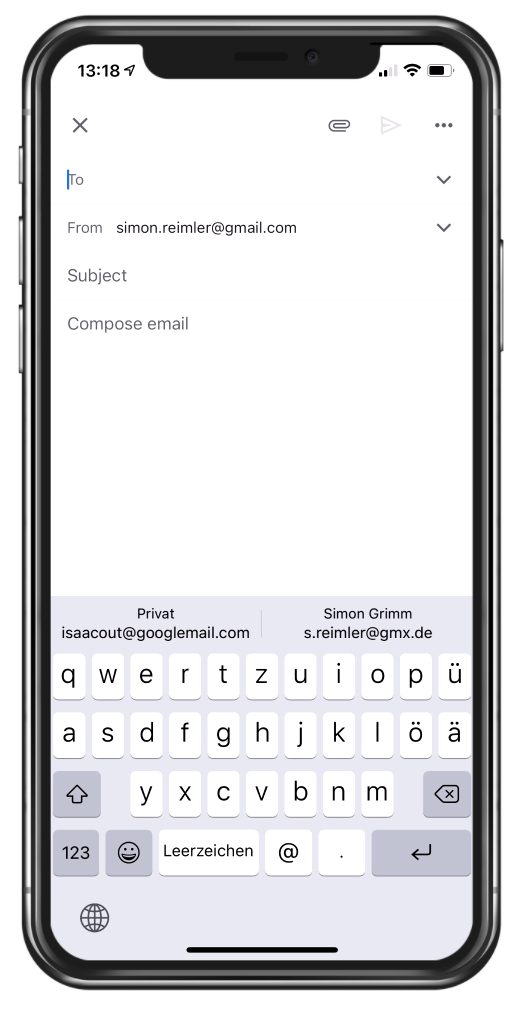 13:18
To
From simon.reimler@gmail.com
Subject
Compose email
Privat
isaacout@googlemail.com
Simon Grimm
s.reimler@gmx.de
q w e r t z u i o p ü
a s d f g h j k l ö ä
y x c v b n m
123 Leerzeichen @ .